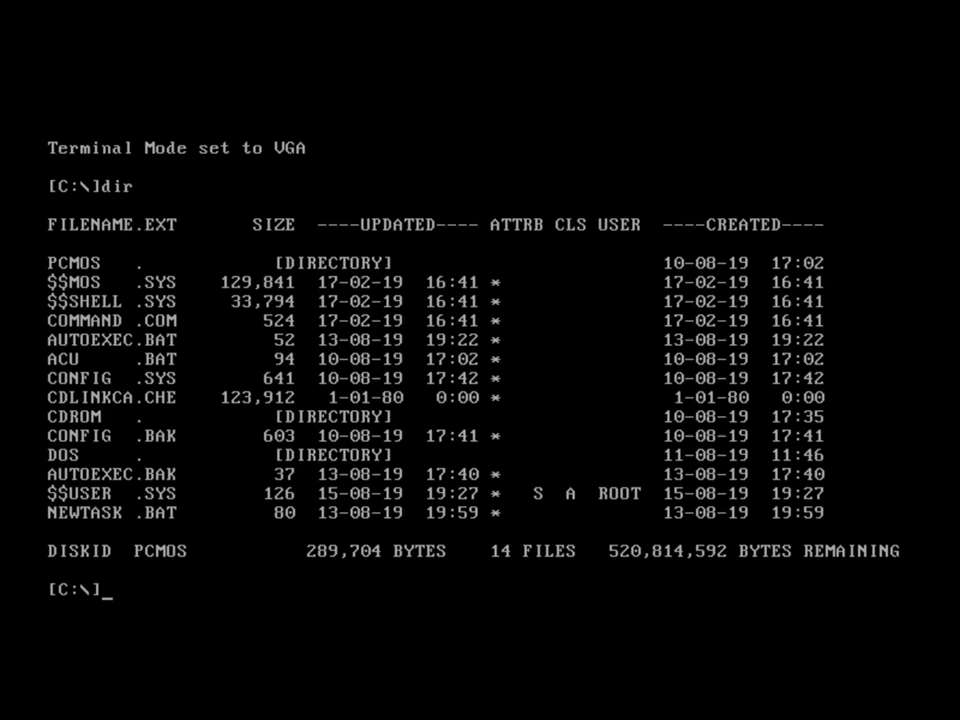 Terminal Mode set to VGA
[C:\]dir
FILENAME.EXT       SIZE  ----UPDATED---- ATTRB CLS USER  ----CREATED----
PCMOS   .            [DIRECTORY]                         10-08-19  17:02
$$MOS   .SYS    129,841  17-02-19  16:41 *               17-02-19  16:41
$$SHELL .SYS     33,794  17-02-19  16:41 *               17-02-19  16:41
COMMAND .COM        524  17-02-19  16:41 *               17-02-19  16:41
AUTOEXEC.BAT         52  13-08-19  19:22 *               13-08-19  19:22
ACU     .BAT         94  10-08-19  17:02 *               10-08-19  17:02
CONFIG  .SYS        641  10-08-19  17:42 *               10-08-19  17:42
CDLINKCA.CHE    123,912   1-01-80   0:00 *                1-01-80   0:00
CDROM   .            [DIRECTORY]                         10-08-19  17:35
CONFIG  .BAK        603  10-08-19  17:41 *               10-08-19  17:41
DOS     .            [DIRECTORY]                         11-08-19  11:46
AUTOEXEC.BAK         37  13-08-19  17:40 *               13-08-19  17:40
$$USER  .SYS        126  15-08-19  19:27 *   S  A  ROOT  15-08-19  19:27
NEWTASK .BAT         80  13-08-19  19:59 *               13-08-19  19:59
DISKID  PCMOS           289,704 BYTES    14 FILES   520,814,592 BYTES REMAINING
[C:\]_